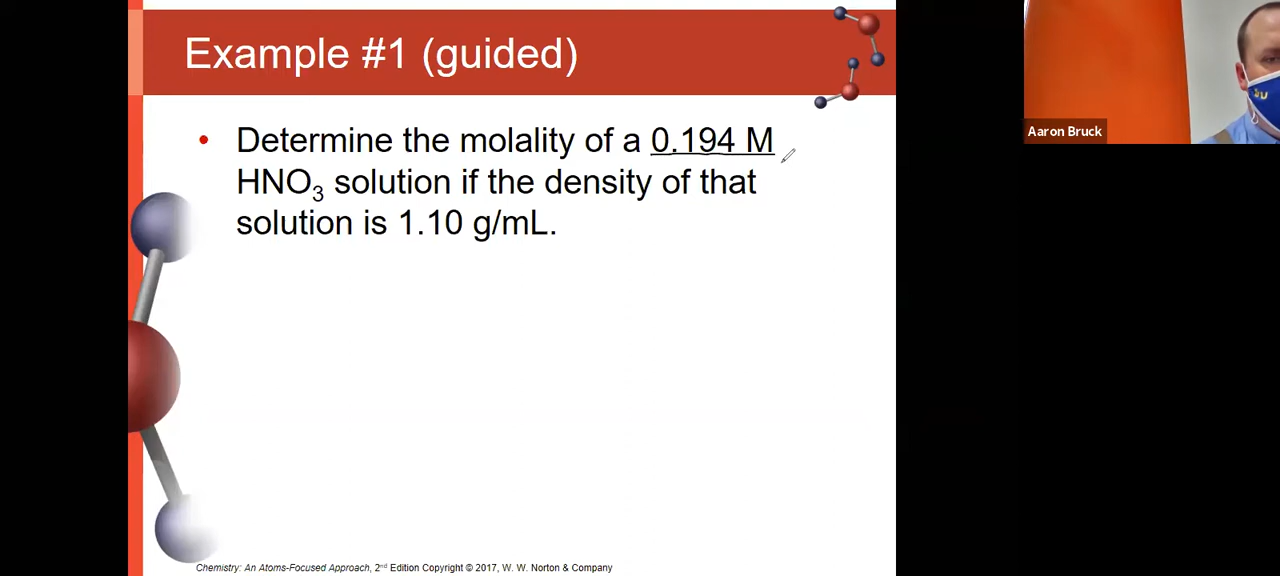 Example #1 (guided)
• Determine the molality of a 0.194 M
HNO₃ solution if the density of that
solution is 1.10 g/mL.
Aaron Bruck
Chemistry: An Atoms-Focused Approach, 2nd Edition Copyright © 2017, W. W. Norton & Company